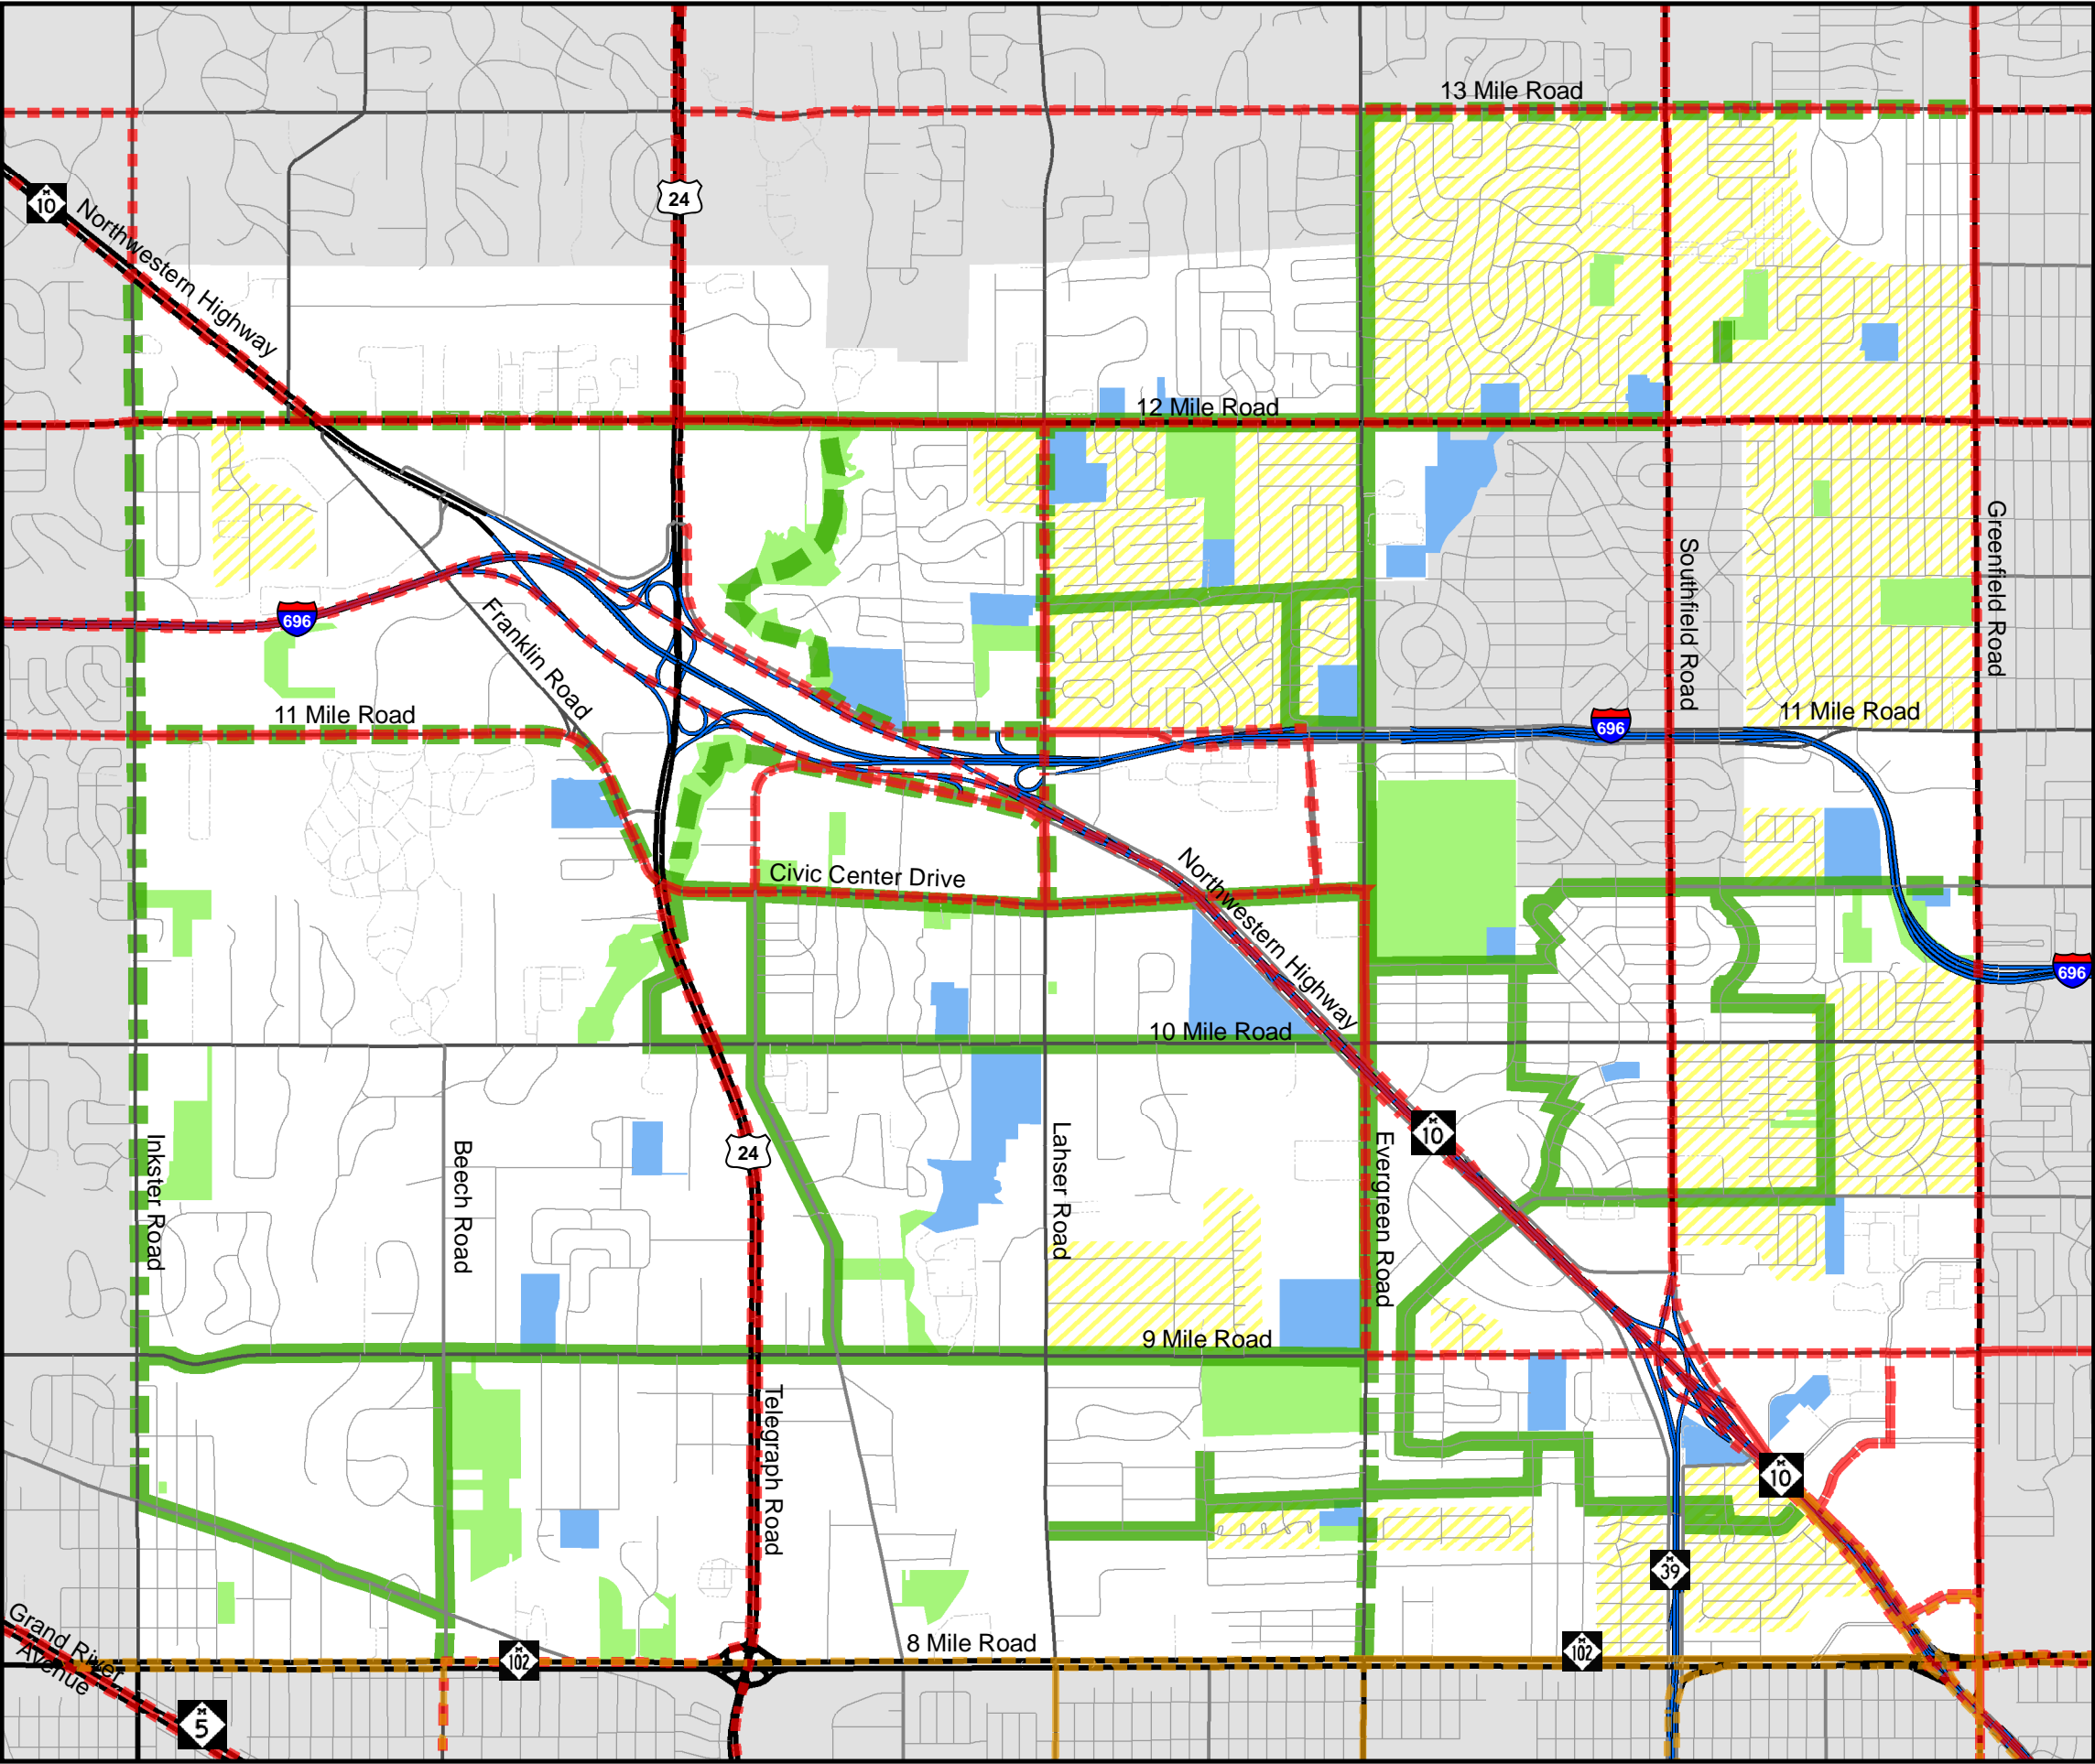 13 Mile Road
M
10
Northwestern Highway
24
12 Mile Road
Greenfield Road
Southfield Road
696
Franklin Road
11 Mile Road
11 Mile Road
696
Civic Center Drive
Northwestern Highway
696
10 Mile Road
M
10
24
Inkster Road
Beech Road
Lahser Road
Evergreen Road
9 Mile Road
Telegraph Road
M
10
M
39
Grand River
Avenue
8 Mile Road
M
102
M
102
M
5